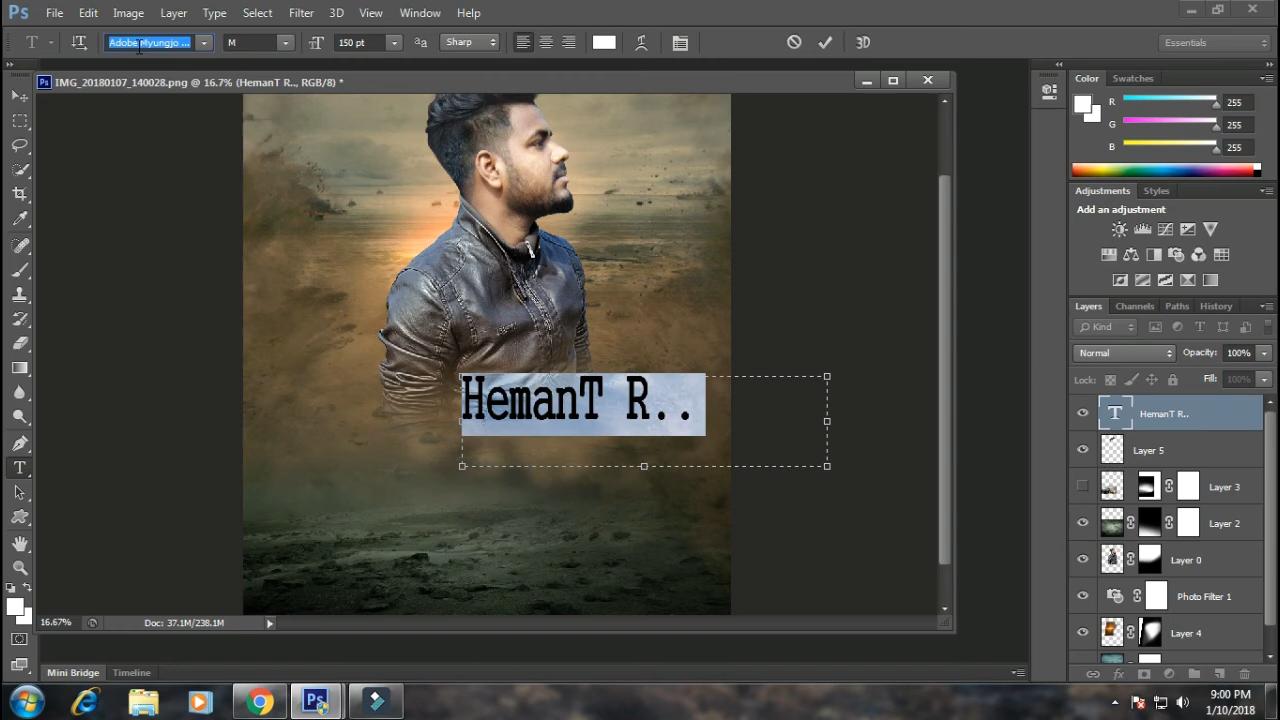 Ps File Edit Image Layer Type Select Filter 3D View Window Help
T Adobe Myungjo ... M 150 pt aa Sharp 3D Essentials
Ps IMG_20180107_140028.png @ 16.7% (HemanT R.., RGB/8) *
Color Swatches
R 255
G 255
B 255
Adjustments Styles
Add an adjustment
Layers Channels Paths History
Kind
Normal Opacity: 100%
Lock: Fill: 100%
HemanT R..
T HemanT R..
Layer 5
Layer 3
Layer 2
Layer 0
Photo Filter 1
Layer 4
16.67% Doc: 37.1M/238.1M
Mini Bridge Timeline
9:00 PM
1/10/2018